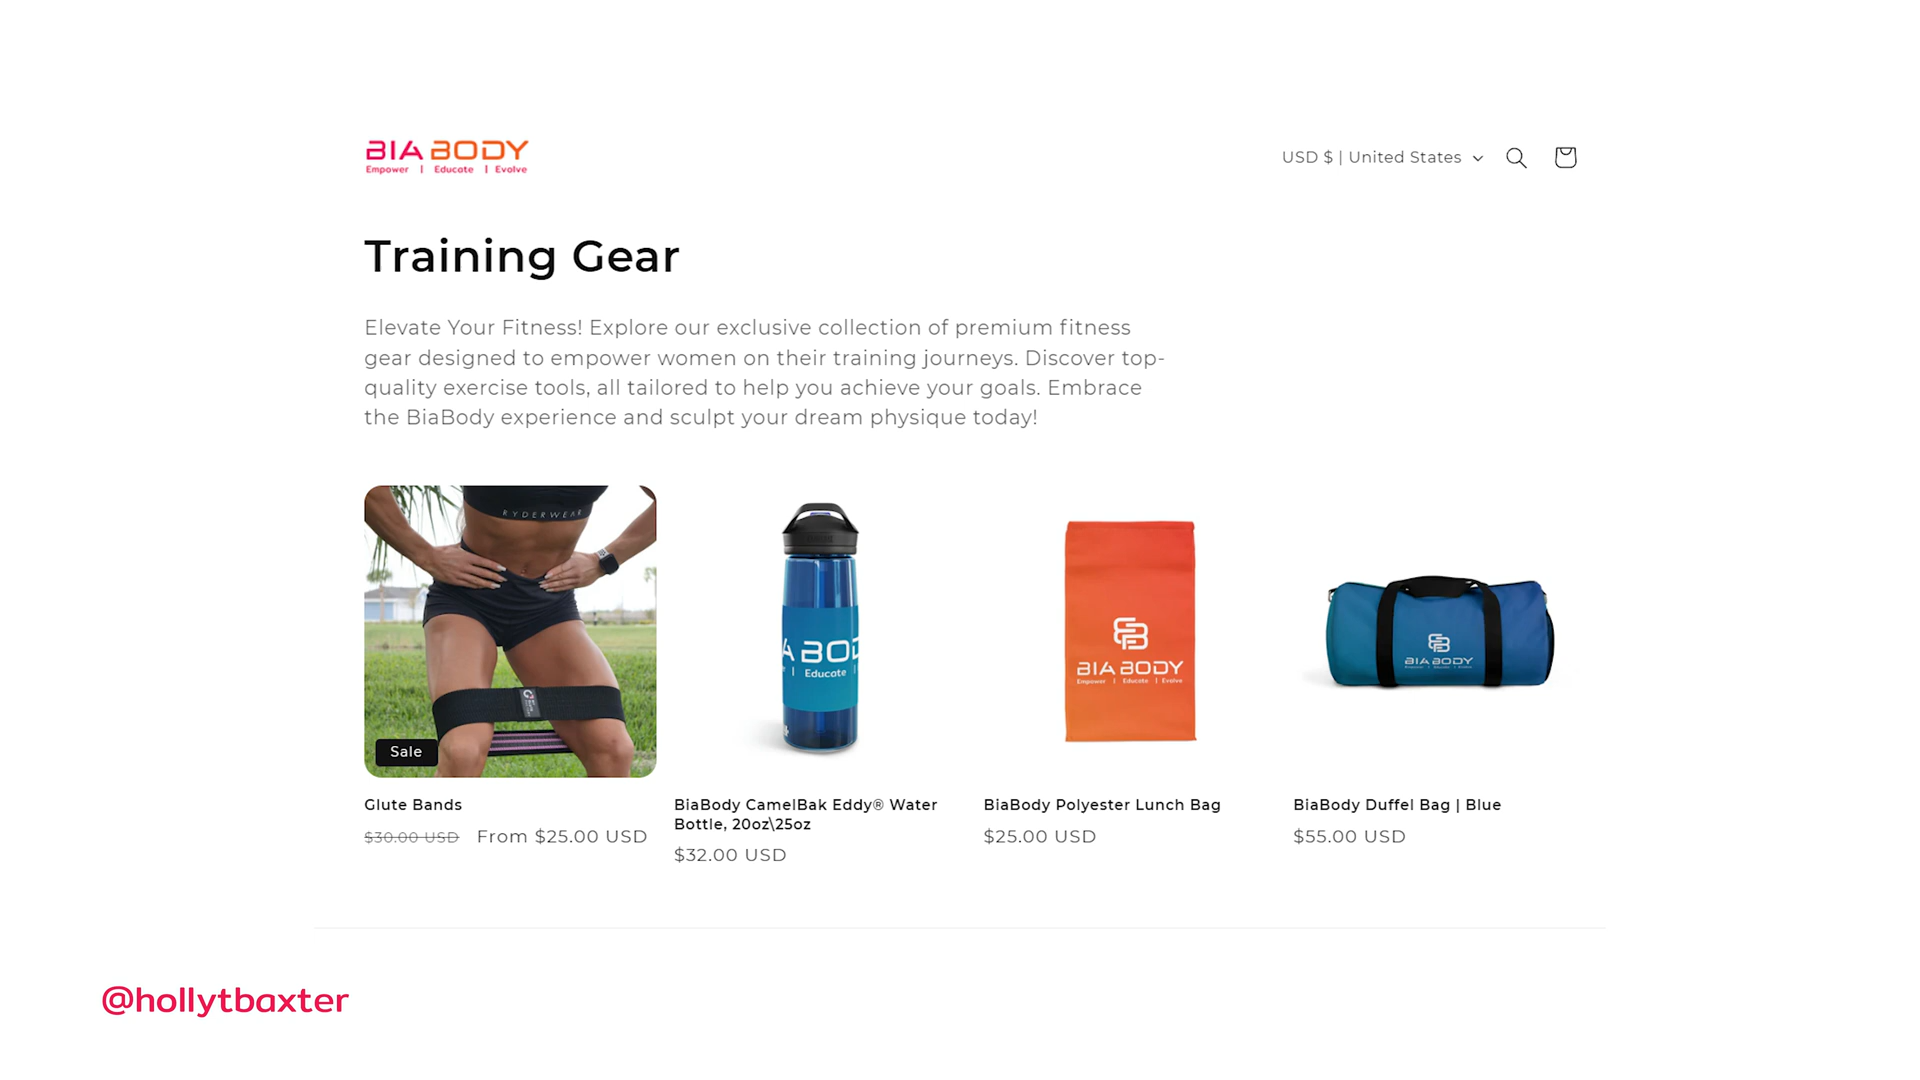 BIA BODY
Empower | Educate | Evolve
USD $ | United States
Training Gear
Elevate Your Fitness! Explore our exclusive collection of premium fitness
gear designed to empower women on their training journeys. Discover top-
quality exercise tools, all tailored to help you achieve your goals. Embrace
the BiaBody experience and sculpt your dream physique today!
RYDERWEAR
Sale
A BOD
| Educate |
BIA BODY
Empower | Educate | Evolve
BIA BODY
Glute Bands
$30.00 USD From $25.00 USD
BiaBody CamelBak Eddy® Water
Bottle, 20oz\25oz
$32.00 USD
BiaBody Polyester Lunch Bag
$25.00 USD
BiaBody Duffel Bag | Blue
$55.00 USD
@hollytbaxter